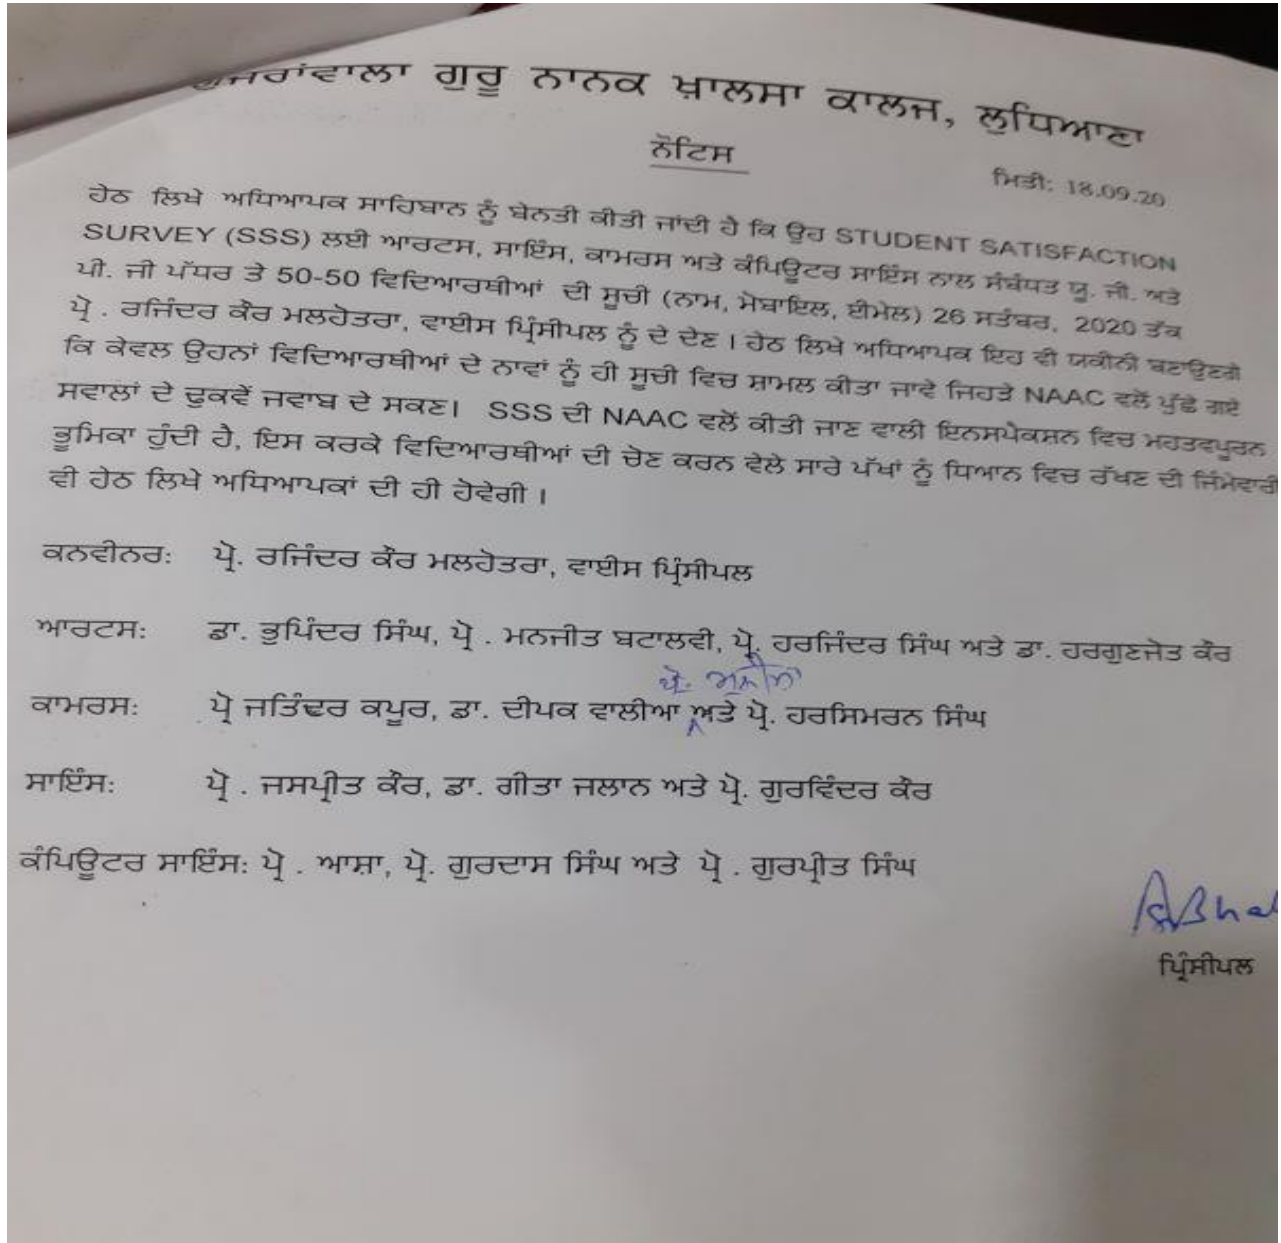 ਗੁਜਰਾਂਵਾਲਾ ਗੁਰੂ ਨਾਨਕ ਖ਼ਾਲਸਾ ਕਾਲਜ, ਲੁਧਿਆਣਾ
ਨੋਟਿਸ
ਮਿਤੀ: 18.09.20
ਹੇਠ ਲਿਖੇ ਅਧਿਆਪਕ ਸਾਹਿਬਾਨ ਨੂੰ ਬੇਨਤੀ ਕੀਤੀ ਜਾਂਦੀ ਹੈ ਕਿ ਉਹ STUDENT SATISFACTION
SURVEY (SSS) ਲਈ ਆਰਟਸ, ਸਾਇੰਸ, ਕਾਮਰਸ ਅਤੇ ਕੰਪਿਊਟਰ ਸਾਇੰਸ ਨਾਲ ਸੰਬੰਧਤ ਯੂ. ਜੀ. ਅਤੇ
ਪੀ. ਜੀ ਪੱਧਰ ਤੇ 50-50 ਵਿਦਿਆਰਥੀਆਂ ਦੀ ਸੂਚੀ (ਨਾਮ, ਮੋਬਾਇਲ, ਈਮੇਲ) 26 ਸਤੰਬਰ, 2020 ਤੱਕ
ਪ੍ਰੋ . ਰਜਿੰਦਰ ਕੌਰ ਮਲਹੋਤਰਾ, ਵਾਈਸ ਪ੍ਰਿੰਸੀਪਲ ਨੂੰ ਦੇ ਦੇਣ । ਹੇਠ ਲਿਖੇ ਅਧਿਆਪਕ ਇਹ ਵੀ ਯਕੀਨੀ ਬਣਾਉਣਗੇ
ਕਿ ਕੇਵਲ ਉਹਨਾਂ ਵਿਦਿਆਰਥੀਆਂ ਦੇ ਨਾਵਾਂ ਨੂੰ ਹੀ ਸੂਚੀ ਵਿਚ ਸ਼ਾਮਲ ਕੀਤਾ ਜਾਵੇ ਜਿਹੜੇ NAAC ਵਲੋਂ ਪੁੱਛੇ ਗਏ
ਸਵਾਲਾਂ ਦੇ ਢੁਕਵੇਂ ਜਵਾਬ ਦੇ ਸਕਣ। SSS ਦੀ NAAC ਵਲੋਂ ਕੀਤੀ ਜਾਣ ਵਾਲੀ ਇਨਸਪੈਕਸ਼ਨ ਵਿਚ ਮਹਤਵਪੂਰਨ
ਭੂਮਿਕਾ ਹੁੰਦੀ ਹੈ, ਇਸ ਕਰਕੇ ਵਿਦਿਆਰਥੀਆਂ ਦੀ ਚੋਣ ਕਰਨ ਵੇਲੇ ਸਾਰੇ ਪੱਖਾਂ ਨੂੰ ਧਿਆਨ ਵਿਚ ਰੱਖਣ ਦੀ ਜਿੰਮੇਵਾਰੀ
ਵੀ ਹੇਠ ਲਿਖੇ ਅਧਿਆਪਕਾਂ ਦੀ ਹੀ ਹੋਵੇਗੀ ।
ਕਨਵੀਨਰ: ਪ੍ਰੋ. ਰਜਿੰਦਰ ਕੌਰ ਮਲਹੋਤਰਾ, ਵਾਈਸ ਪ੍ਰਿੰਸੀਪਲ
ਆਰਟਸ: ਡਾ. ਭੁਪਿੰਦਰ ਸਿੰਘ, ਪ੍ਰੋ . ਮਨਜੀਤ ਬਟਾਲਵੀ, ਪ੍ਰੋ. ਹਰਜਿੰਦਰ ਸਿੰਘ ਅਤੇ ਡਾ. ਹਰਗੁਣਜੋਤ ਕੌਰ
ਪ੍ਰੋ.
ਕਾਮਰਸ: ਪ੍ਰੋ ਜਤਿੰਦਰ ਕਪੂਰ, ਡਾ. ਦੀਪਕ ਵਾਲੀਆ ਅਤੇ ਪ੍ਰੋ. ਹਰਸਿਮਰਨ ਸਿੰਘ
ਸਾਇੰਸ: ਪ੍ਰੋ . ਜਸਪ੍ਰੀਤ ਕੌਰ, ਡਾ. ਗੀਤਾ ਜਲਾਨ ਅਤੇ ਪ੍ਰੋ. ਗੁਰਵਿੰਦਰ ਕੌਰ
ਕੰਪਿਊਟਰ ਸਾਇੰਸ: ਪ੍ਰੋ . ਆਸ਼ਾ, ਪ੍ਰੋ. ਗੁਰਦਾਸ ਸਿੰਘ ਅਤੇ ਪ੍ਰੋ . ਗੁਰਪ੍ਰੀਤ ਸਿੰਘ
ਪ੍ਰਿੰਸੀਪਲ